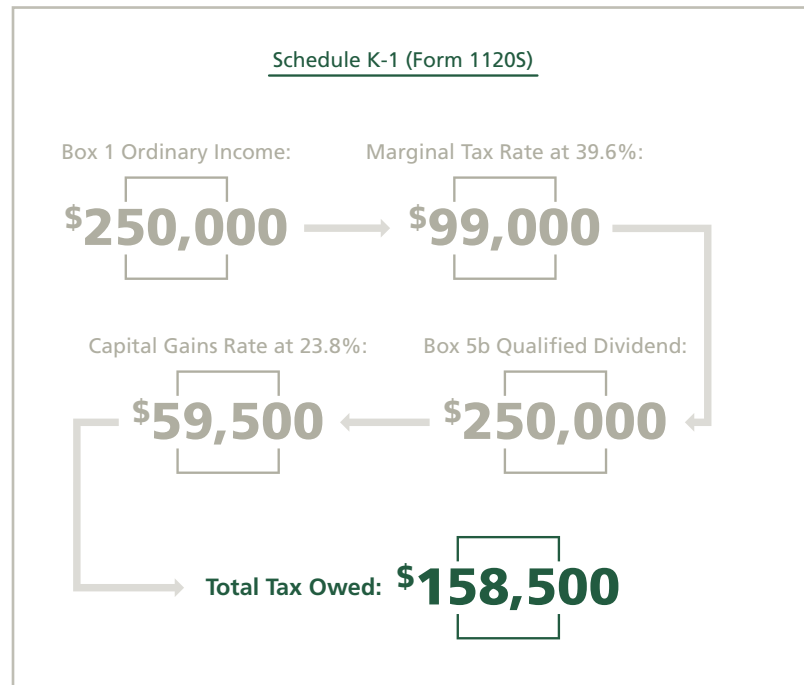 Schedule K-1 (Form 1120S)
Box 1 Ordinary Income:
$250,000
Marginal Tax Rate at 39.6%:
$99,000
Box 5b Qualified Dividend:
$250,000
Capital Gains Rate at 23.8%:
$59,500
Total Tax Owed: $158,500